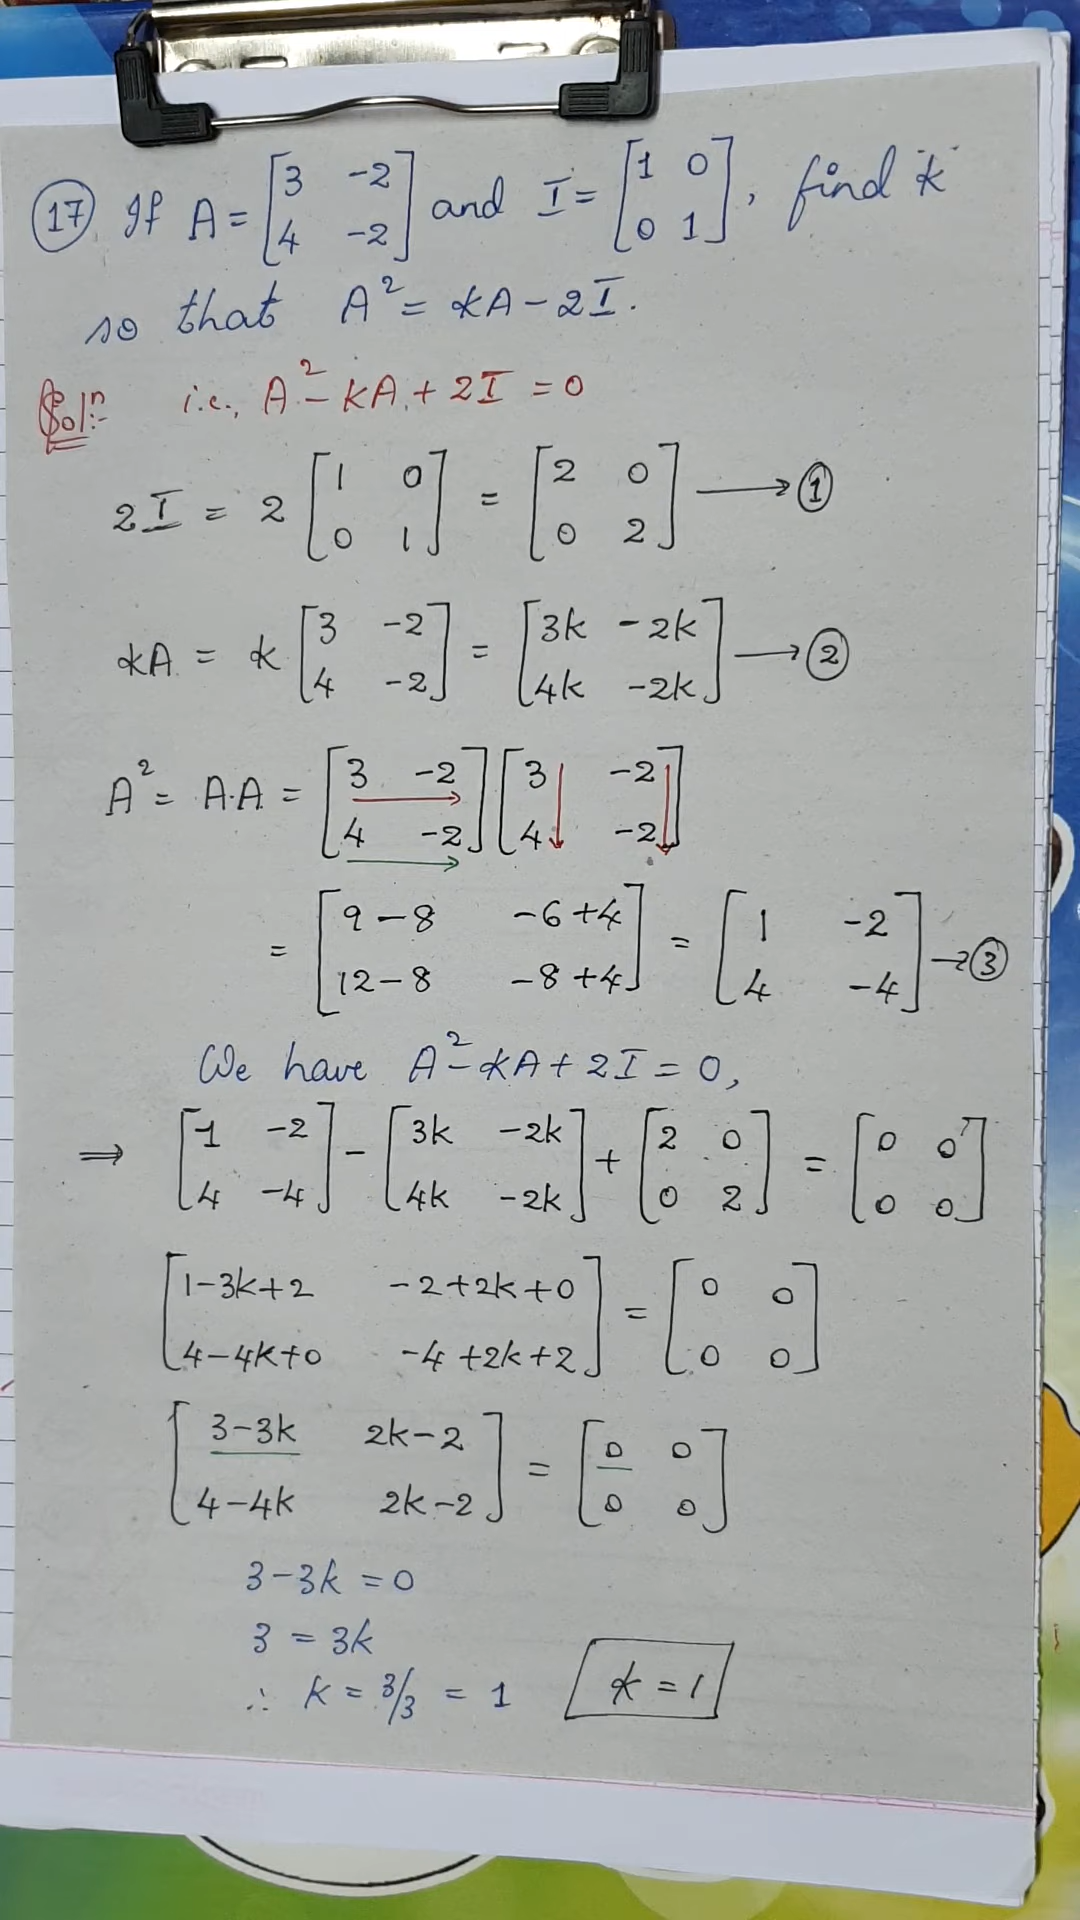 (17) If A = [3 -2; 4 -2] and I = [1 0; 0 1], find 'k'
so that A² = kA - 2I.
Solⁿ:- i.e., A² - kA + 2I = 0
2I = 2 [1 0; 0 1] = [2 0; 0 2] → (1)
kA = k [3 -2; 4 -2] = [3k -2k; 4k -2k] → (2)
A² = A.A = [3 -2; 4 -2] [3 -2; 4 -2]
= [9-8 -6+4; 12-8 -8+4] = [1 -2; 4 -4] → (3)
We have A² - kA + 2I = 0,
⇒ [1 -2; 4 -4] - [3k -2k; 4k -2k] + [2 0; 0 2] = [0 0; 0 0]
[1-3k+2 -2+2k+0; 4-4k+0 -4+2k+2] = [0 0; 0 0]
[3-3k 2k-2; 4-4k 2k-2] = [0 0; 0 0]
3-3k = 0
3 = 3k
∴ k = 3/3 = 1 k = 1